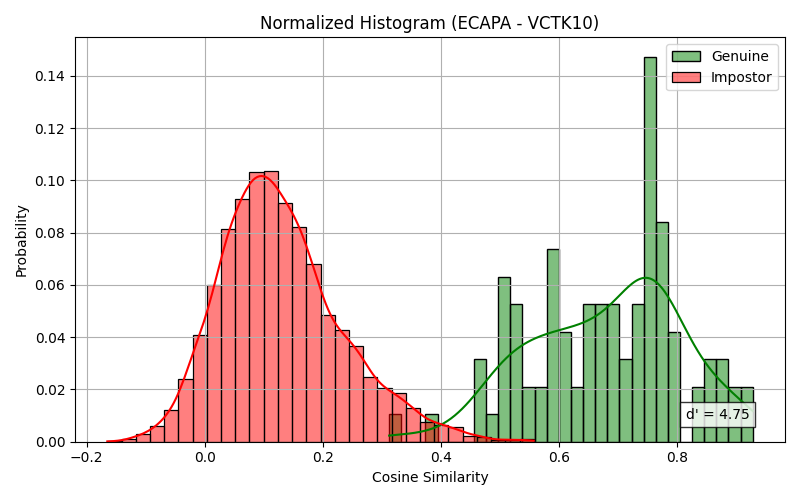 Normalized Histogram (ECAPA - VCTK10)
Genuine
Impostor
Probability
0.14
0.12
0.10
0.08
0.06
0.04
0.02
0.00
d' = 4.75
−0.2
0.0
0.2
0.4
0.6
0.8
Cosine Similarity